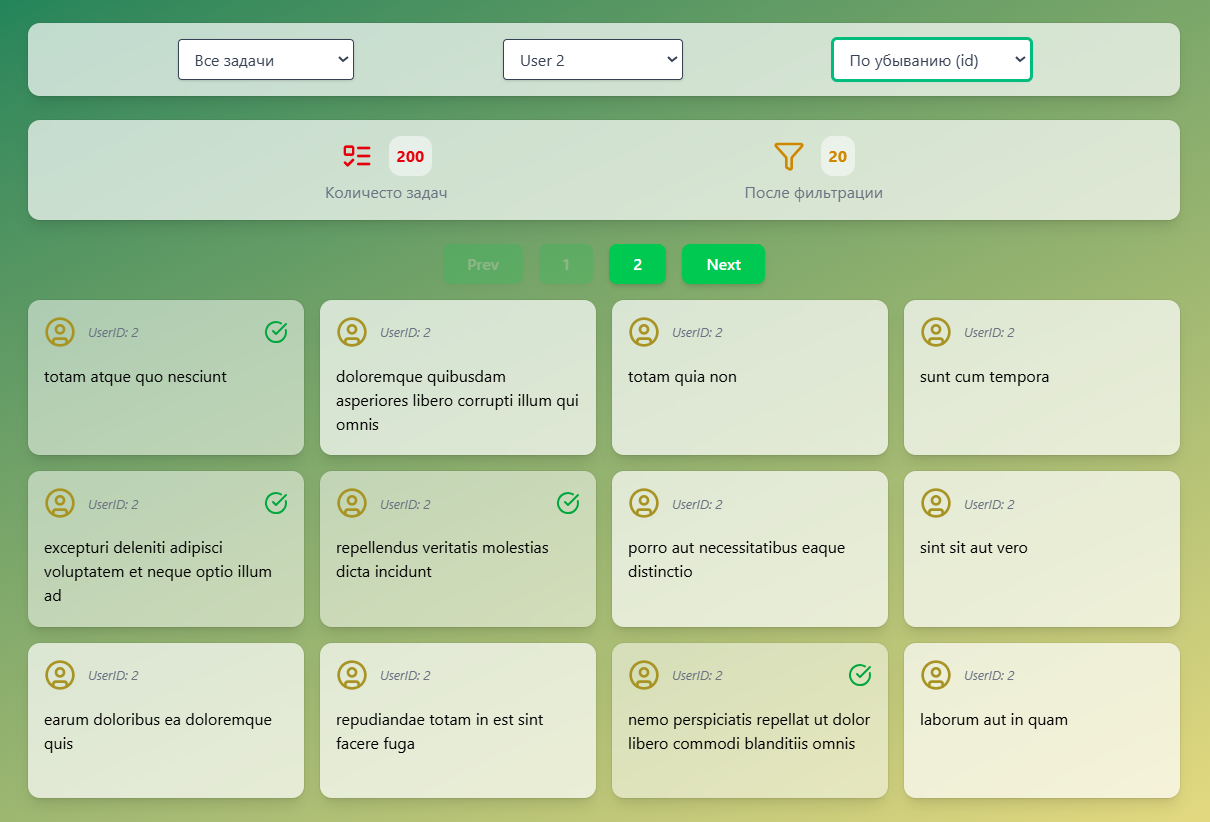 Все задачи
User 2
По убыванию (id)
200
Количесто задач
20
После фильтрации
Prev
1
2
Next
UserID: 2
totam atque quo nesciunt
UserID: 2
doloremque quibusdam
asperiores libero corrupti illum qui
omnis
UserID: 2
totam quia non
UserID: 2
sunt cum tempora
UserID: 2
excepturi deleniti adipisci
voluptatem et neque optio illum
ad
UserID: 2
repellendus veritatis molestias
dicta incidunt
UserID: 2
porro aut necessitatibus eaque
distinctio
UserID: 2
sint sit aut vero
UserID: 2
earum doloribus ea doloremque
quis
UserID: 2
repudiandae totam in est sint
facere fuga
UserID: 2
nemo perspiciatis repellat ut dolor
libero commodi blanditiis omnis
UserID: 2
laborum aut in quam